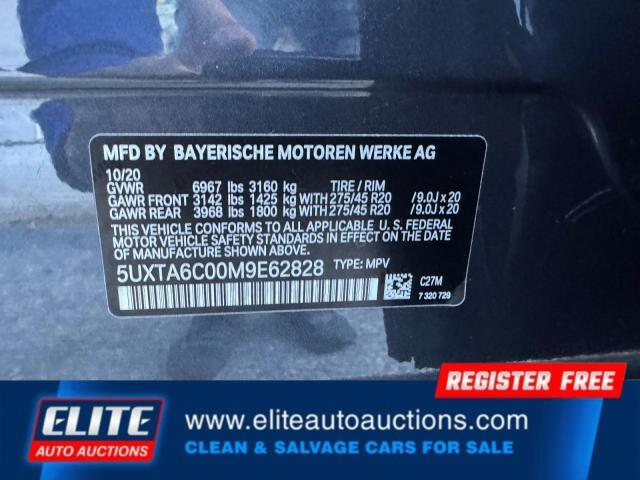 MFD BY BAYERISCHE MOTOREN WERKE AG
10/20
GVWR 6967 lbs 3160 kg TIRE / RIM
GAWR FRONT 3142 lbs 1425 kg WITH 275/45 R20 /9.0J x 20
GAWR REAR 3968 lbs 1800 kg WITH 275/45 R20 /9.0J x 20
THIS VEHICLE CONFORMS TO ALL APPLICABLE U.S. FEDERAL
MOTOR VEHICLE SAFETY STANDARDS IN EFFECT ON THE
DATE OF MANUFACTURE SHOWN ABOVE.
5UXTA6C00M9E62828 TYPE: MPV
C27M
7 320 729
REGISTER FREE
ELITE
AUTO AUCTIONS
www.eliteautoauctions.com
CLEAN & SALVAGE CARS FOR SALE